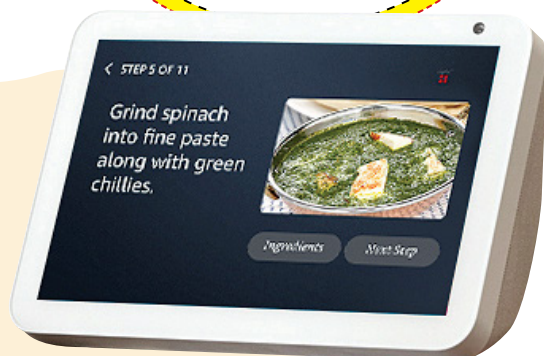 < STEP 5 OF 11
Grind spinach
into fine paste
along with green
chillies.
Ingredients
Next Step